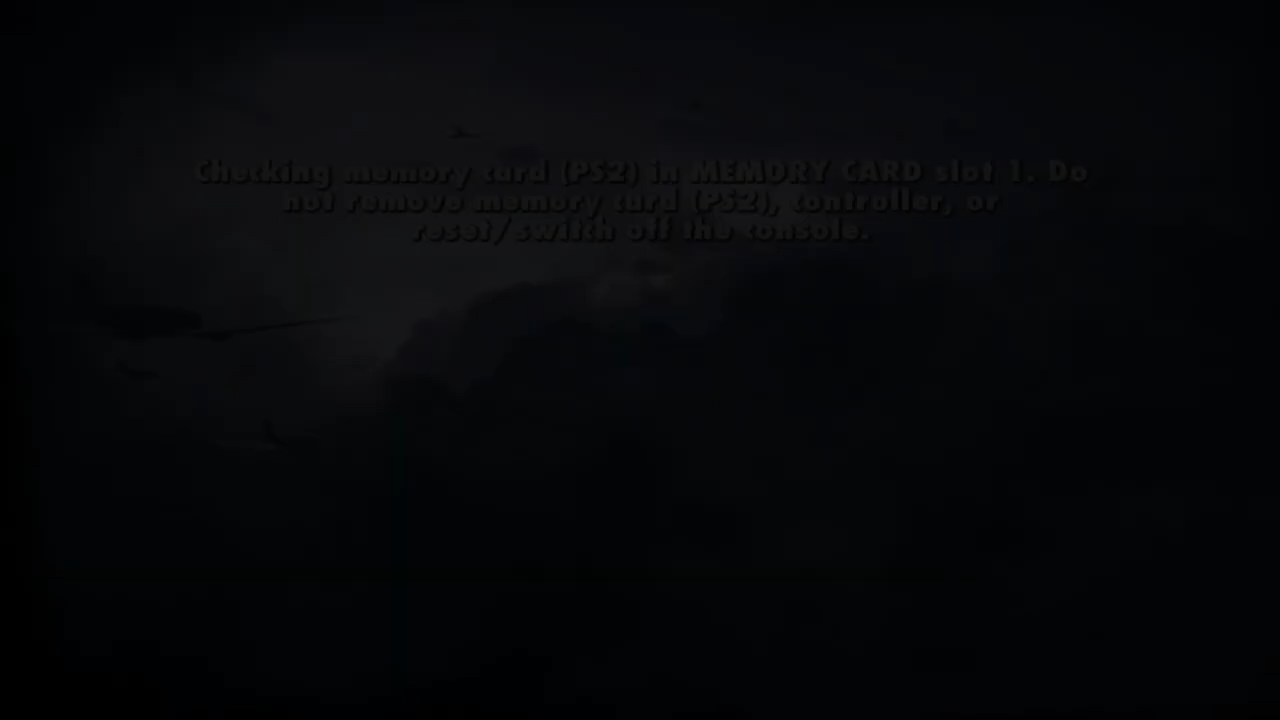 Checking memory card (PS2) in MEMORY CARD slot 1. Do
not remove memory card (PS2), controller, or
reset/switch off the console.